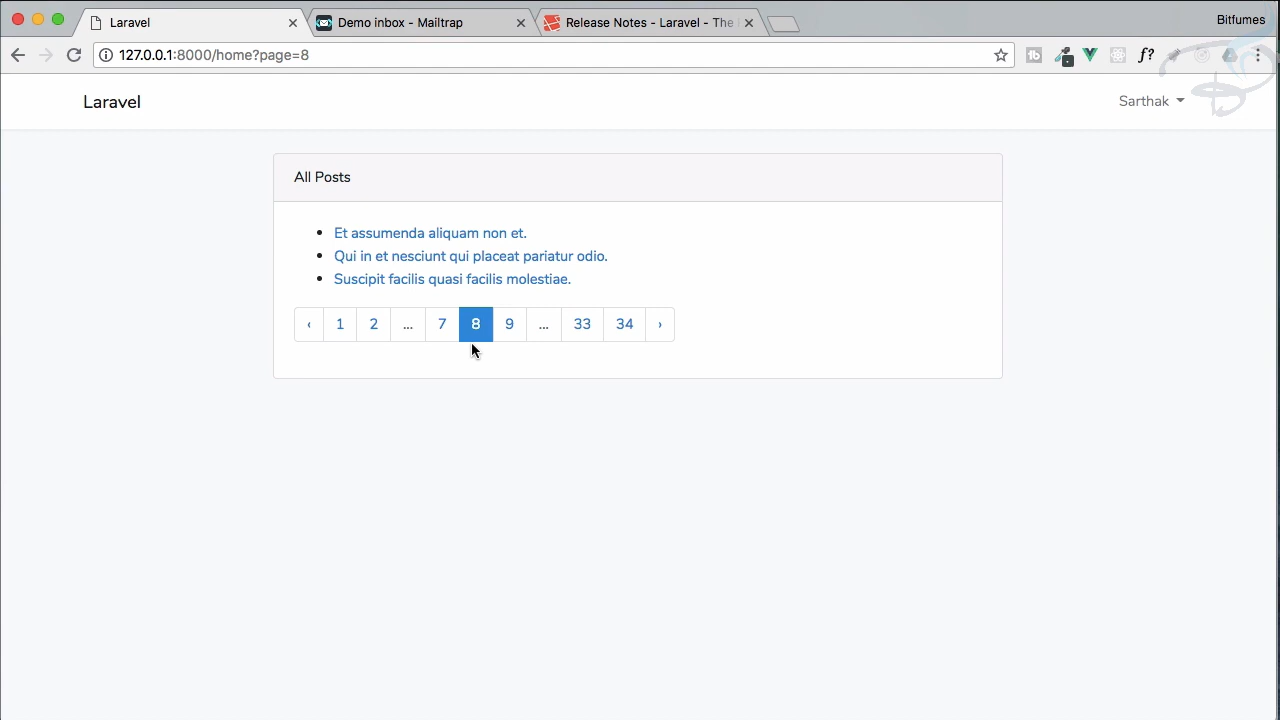 Laravel
Demo inbox - Mailtrap
Release Notes - Laravel - The
Bitfumes
127.0.0.1:8000/home?page=8
f?
Laravel
Sarthak
All Posts
Et assumenda aliquam non et.
Qui in et nesciunt qui placeat pariatur odio.
Suscipit facilis quasi facilis molestiae.
‹ 1 2 ... 7 8 9 ... 33 34 ›